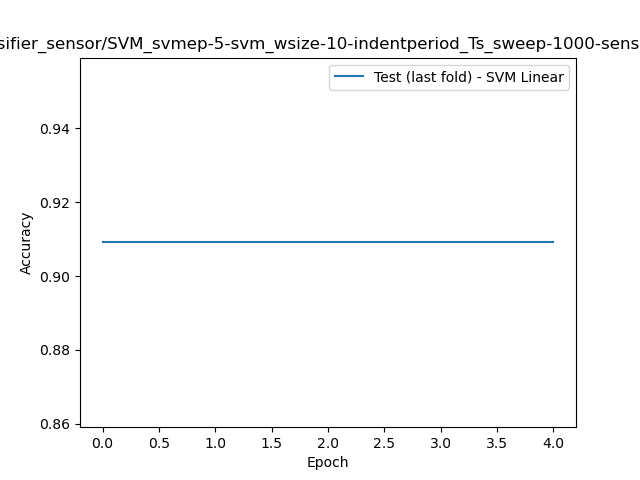 sifier_sensor/SVM_svmep-5-svm_wsize-10-indentperiod_Ts_sweep-1000-sens
Test (last fold) - SVM Linear
0.94
0.92
0.90
0.88
0.86
Accuracy
0.0 0.5 1.0 1.5 2.0 2.5 3.0 3.5 4.0
Epoch